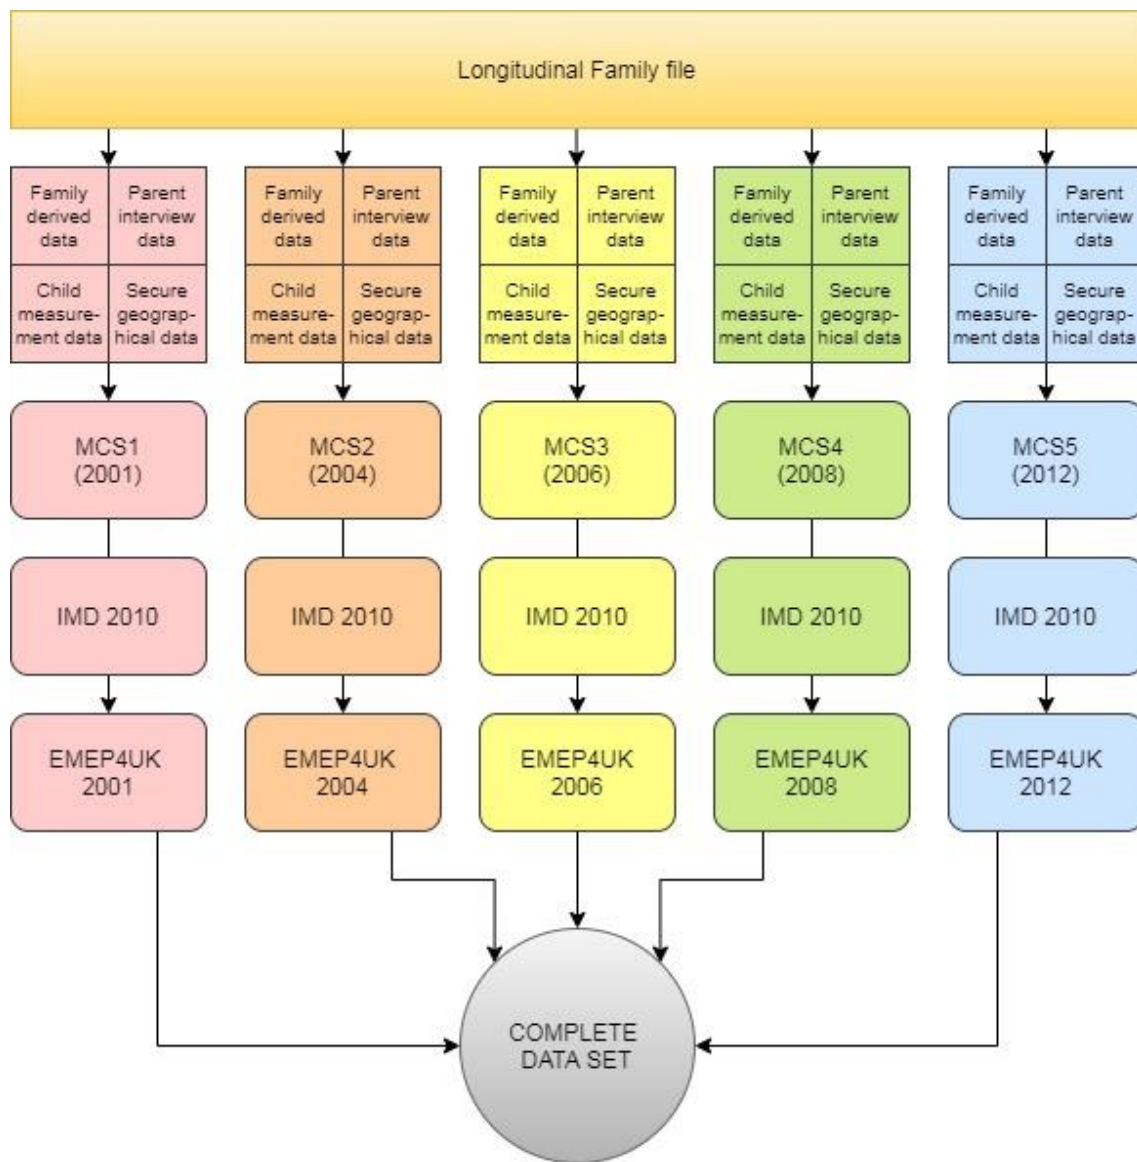 Longitudinal Family file
Family
derived
data
Parent
interview
data
Child
measure-
ment data
Secure
geograp-
hical data
Family
derived
data
Parent
interview
data
Child
measure-
ment data
Secure
geograp-
hical data
Family
derived
data
Parent
interview
data
Child
measure-
ment data
Secure
geograp-
hical data
Family
derived
data
Parent
interview
data
Child
measure-
ment data
Secure
geograp-
hical data
Family
derived
data
Parent
interview
data
Child
measure-
ment data
Secure
geograp-
hical data
MCS1
(2001)
MCS2
(2004)
MCS3
(2006)
MCS4
(2008)
MCS5
(2012)
IMD 2010
IMD 2010
IMD 2010
IMD 2010
IMD 2010
EMEP4UK
2001
EMEP4UK
2004
EMEP4UK
2006
EMEP4UK
2008
EMEP4UK
2012
COMPLETE
DATA SET